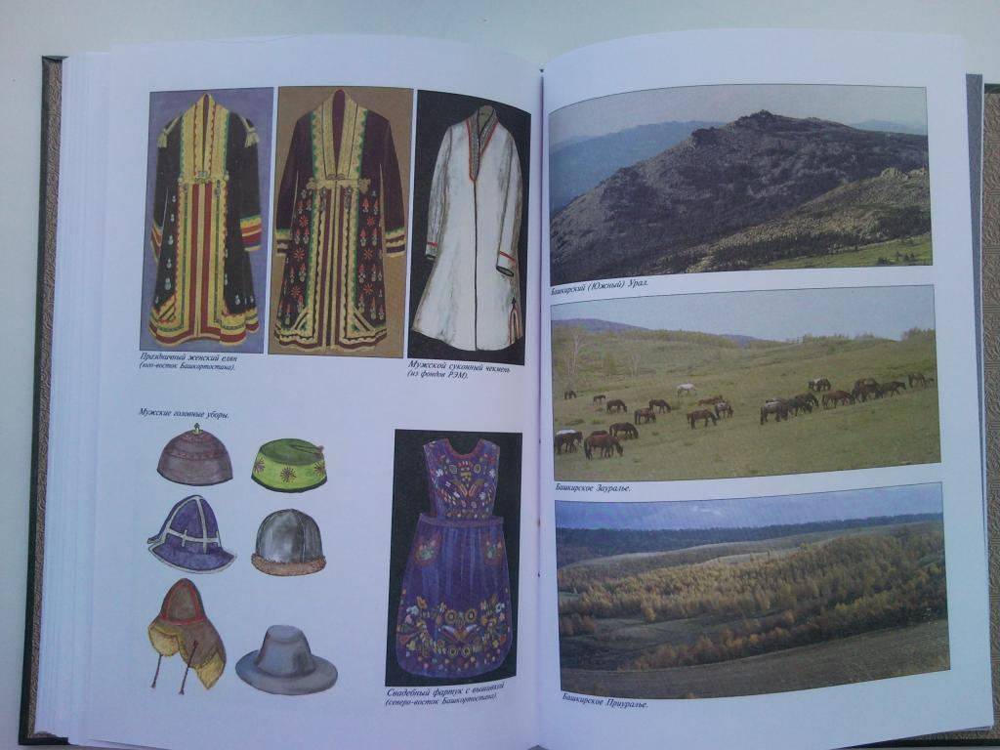 Праздничный женский елян
(юго-восток Башкортостана).
Мужской суконный чекмень
(из фондов РЭМ).
Мужские головные уборы.
Свадебный фартук с вышивкой
(северо-восток Башкортостана).
Башкирский (Южный) Урал.
Башкирское Зауралье.
Башкирское Приуралье.